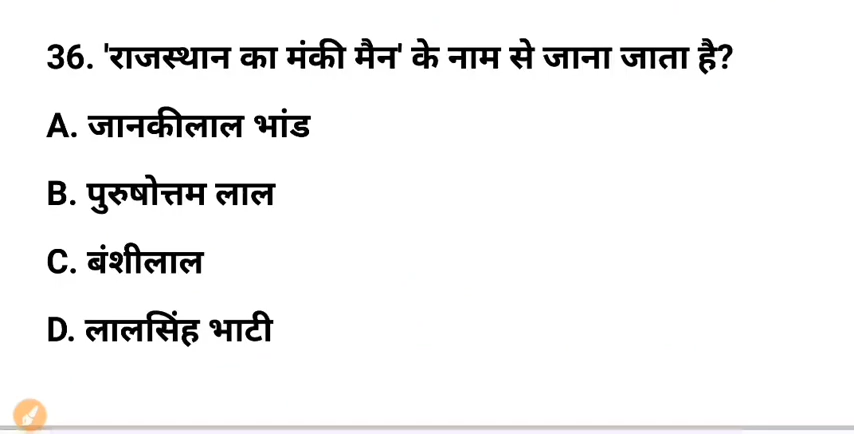 36. 'राजस्थान का मंकी मैन' के नाम से जाना जाता है?
A. जानकीलाल भांड
B. पुरुषोत्तम लाल
C. बंशीलाल
D. लालसिंह भाटी